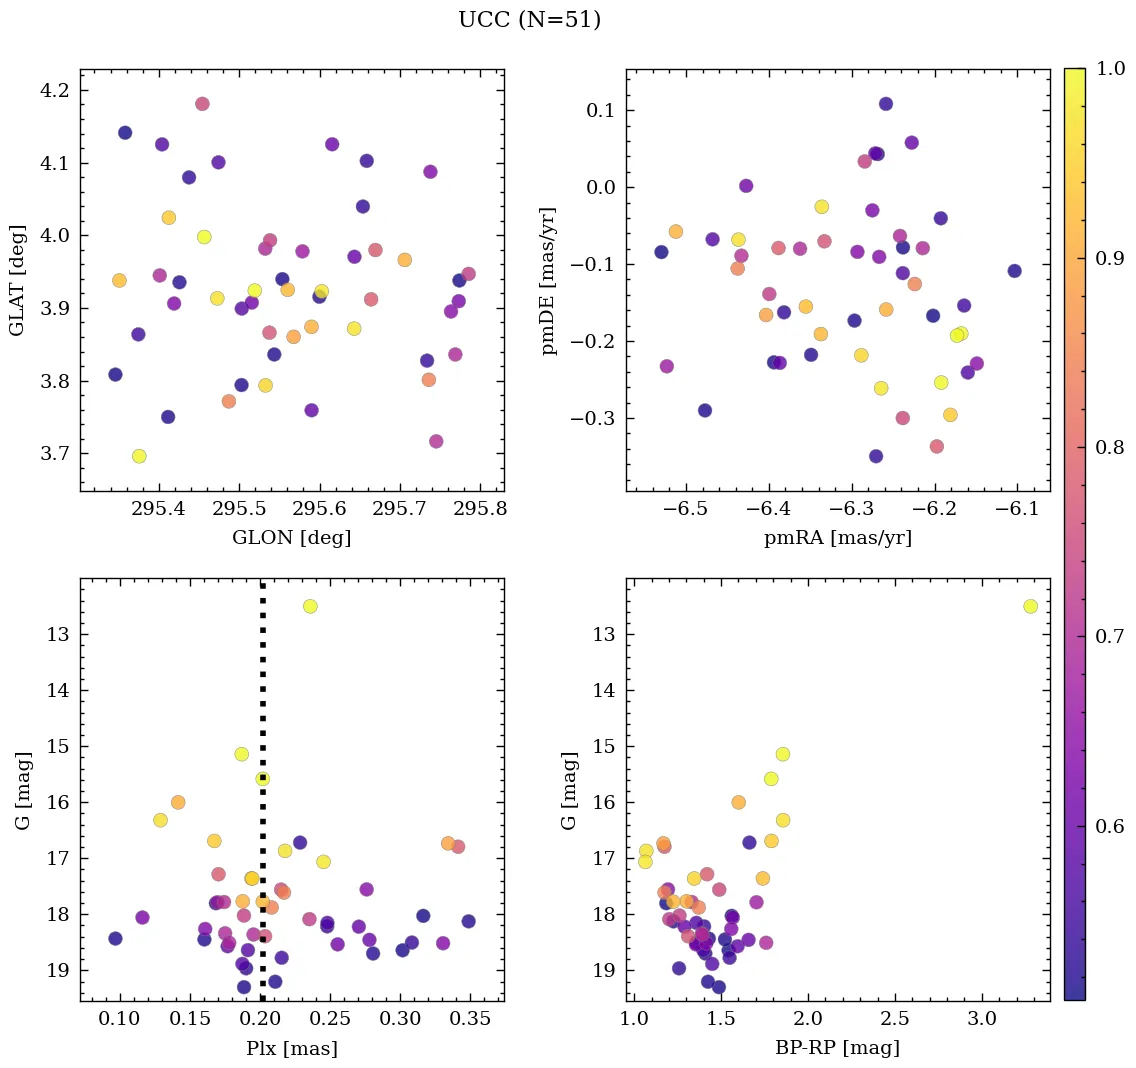 UCC (N=51)
4.2
4.1
4.0
3.9
3.8
3.7
GLAT [deg]
295.4 295.5 295.6 295.7 295.8
GLON [deg]
0.1
0.0
−0.1
−0.2
−0.3
pmDE [mas/yr]
−6.5 −6.4 −6.3 −6.2 −6.1
pmRA [mas/yr]
13
14
15
16
17
18
19
G [mag]
0.10 0.15 0.20 0.25 0.30 0.35
Plx [mas]
13
14
15
16
17
18
19
G [mag]
1.0 1.5 2.0 2.5 3.0
BP-RP [mag]
1.0
0.9
0.8
0.7
0.6